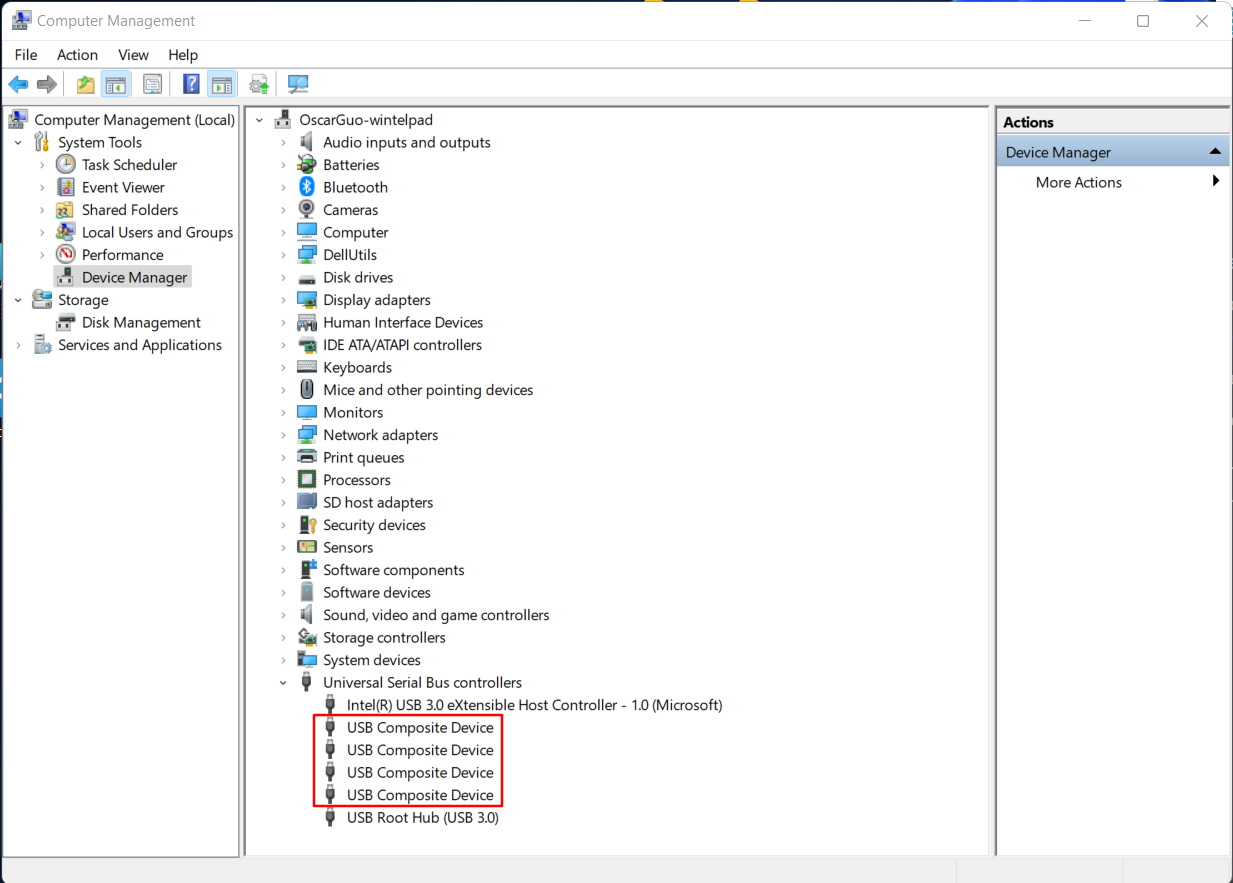 Computer Management
File Action View Help
Computer Management (Local)
System Tools
Task Scheduler
Event Viewer
Shared Folders
Local Users and Groups
Performance
Device Manager
Storage
Disk Management
Services and Applications
OscarGuo-wintelpad
Audio inputs and outputs
Batteries
Bluetooth
Cameras
Computer
DellUtils
Disk drives
Display adapters
Human Interface Devices
IDE ATA/ATAPI controllers
Keyboards
Mice and other pointing devices
Monitors
Network adapters
Print queues
Processors
SD host adapters
Security devices
Sensors
Software components
Software devices
Sound, video and game controllers
Storage controllers
System devices
Universal Serial Bus controllers
Intel(R) USB 3.0 eXtensible Host Controller - 1.0 (Microsoft)
USB Composite Device
USB Composite Device
USB Composite Device
USB Composite Device
USB Root Hub (USB 3.0)
Actions
Device Manager
More Actions